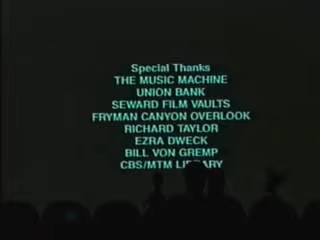 Special Thanks
THE MUSIC MACHINE
UNION BANK
SEWARD FILM VAULTS
FRYMAN CANYON OVERLOOK
RICHARD TAYLOR
EZRA DWECK
BILL VON GREMP
CBS/MTM LIBRARY